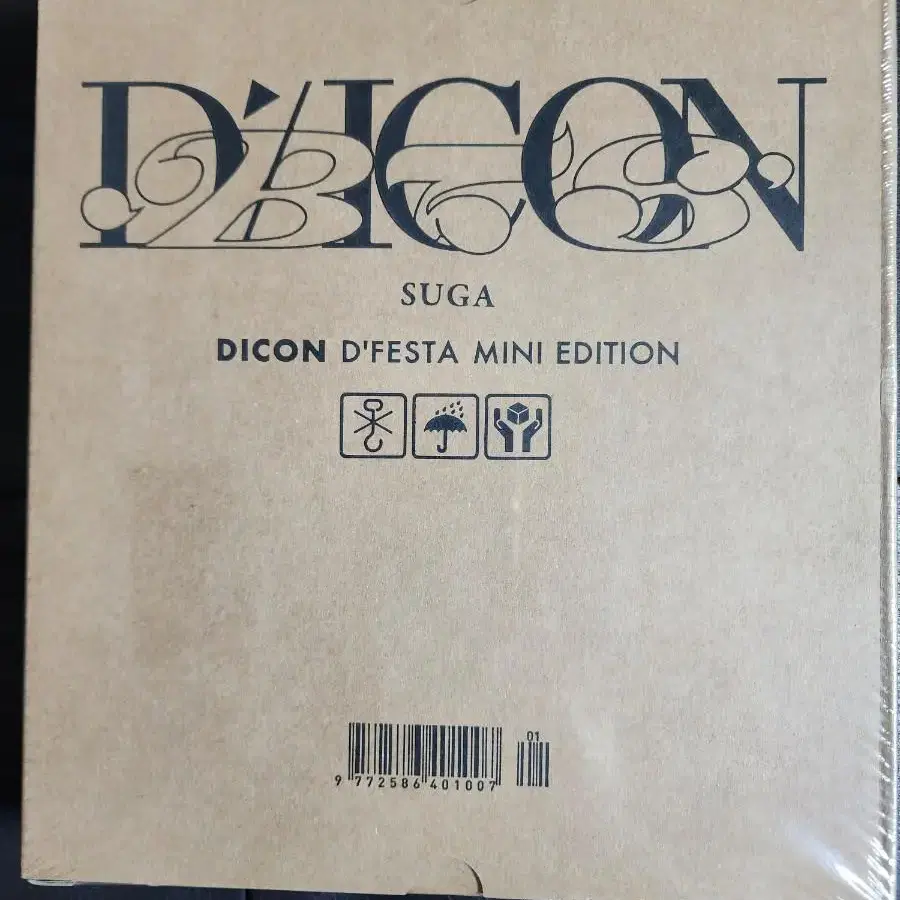 D'ICON
SUGA
DICON D'FESTA MINI EDITION
01
9 772586 401007